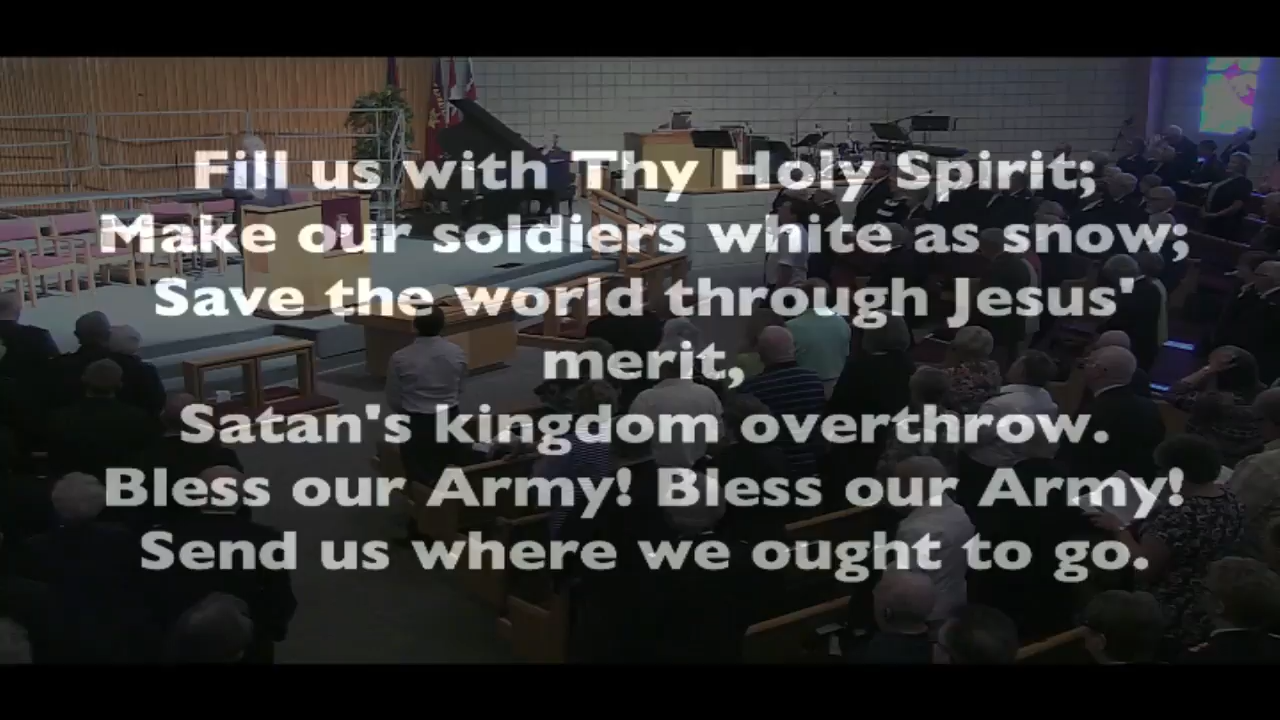 Fill us with Thy Holy Spirit;
Make our soldiers white as snow;
Save the world through Jesus'
merit,
Satan's kingdom overthrow.
Bless our Army! Bless our Army!
Send us where we ought to go.